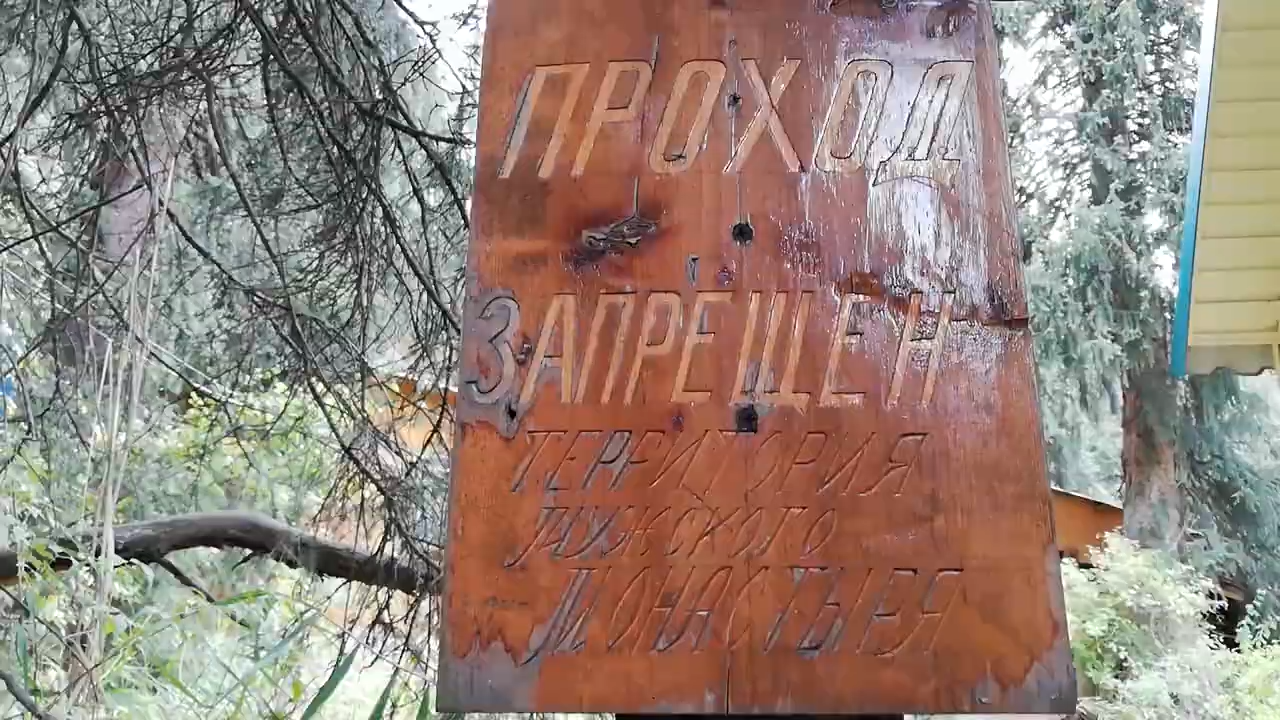 ПРОХОД
ЗАПРЕЩЕН
ТЕРРИТОРИЯ
МУЖСКОГО
МОНАСТЫРЯ